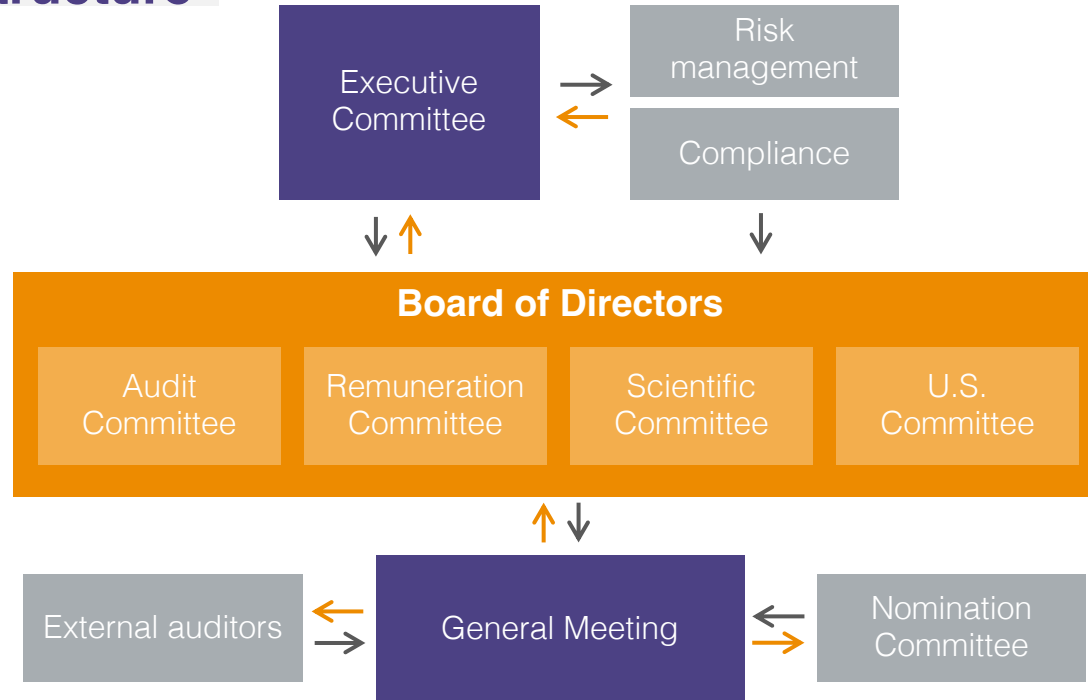 Risk
management
Executive
Committee
Compliance
Board of Directors
Audit
Committee
Remuneration
Committee
Scientific
Committee
U.S.
Committee
External auditors
General Meeting
Nomination
Committee